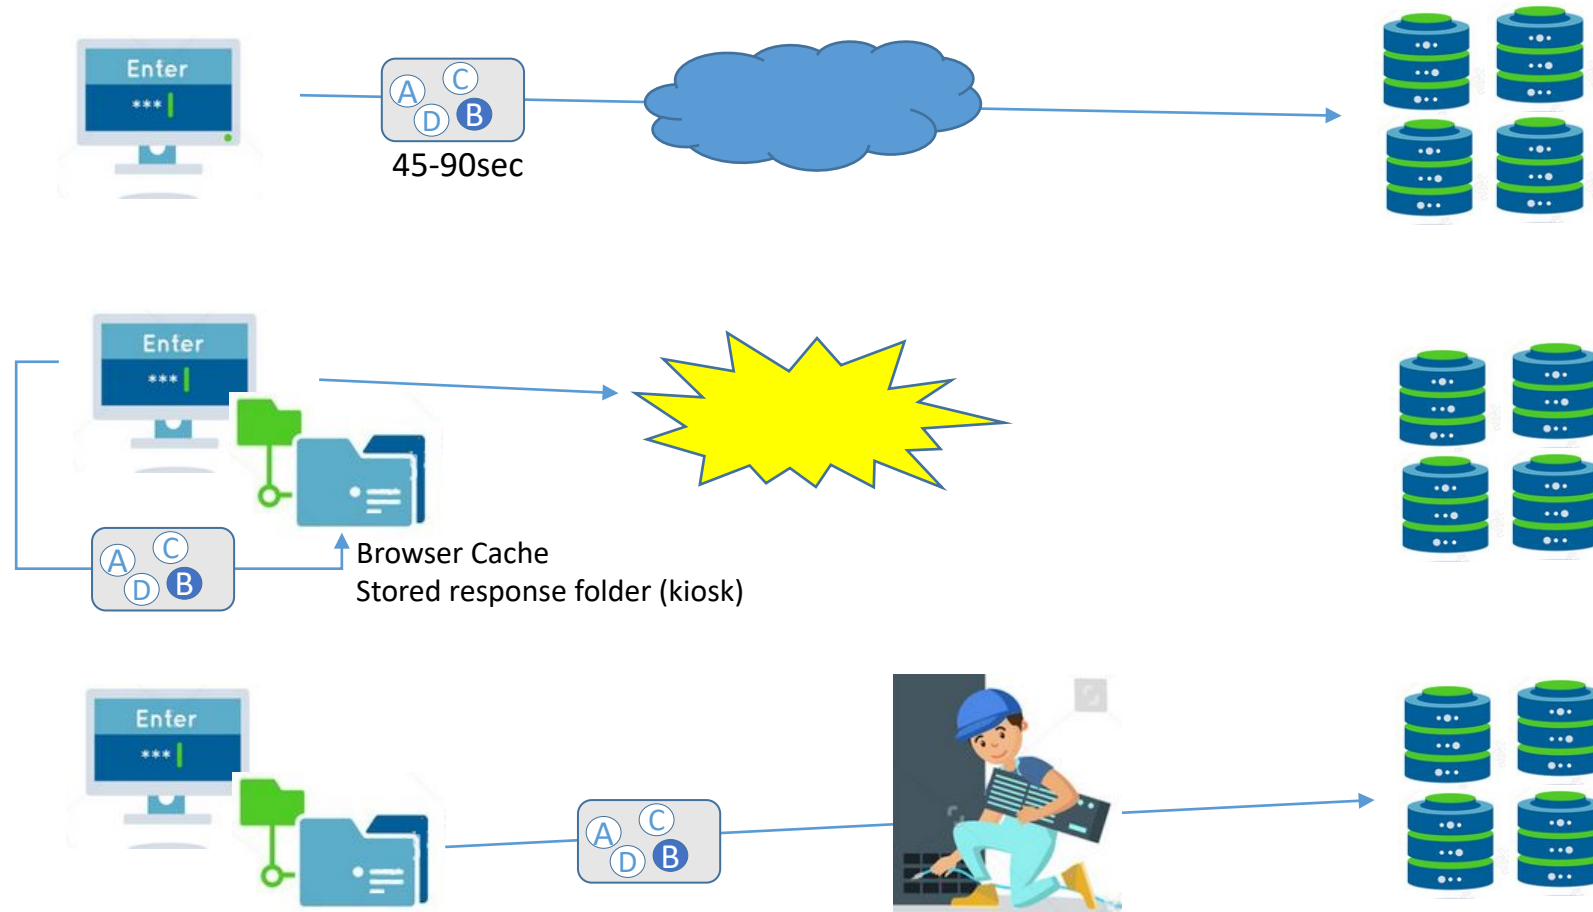 Enter
***
A
C
D
B
45-90sec
Enter
***
A
C
D
B
Browser Cache
Stored response folder (kiosk)
Enter
***
A
C
D
B